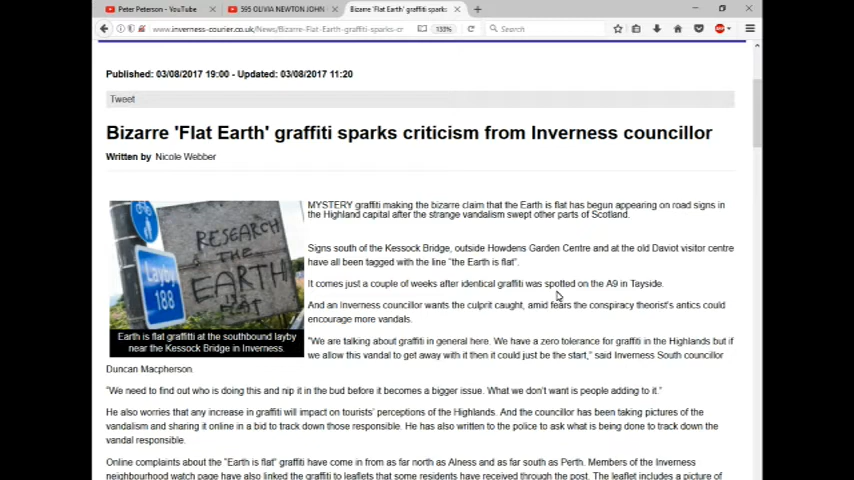 Peter Peterson - YouTube
595 OLIVIA NEWTON JOHN
Bizarre 'Flat Earth' graffiti sparks
www.inverness-courier.co.uk/News/Bizarre-Flat-Earth-graffiti-sparks-cr
133%
Search
Published: 03/08/2017 19:00 - Updated: 03/08/2017 11:20
Tweet
Bizarre 'Flat Earth' graffiti sparks criticism from Inverness councillor
Written by Nicole Webber
RESEARCH
THE
EARTH
IS
FLAT
Layby
188
Earth is flat graffitti at the southbound layby
near the Kessock Bridge in Inverness.
MYSTERY graffiti making the bizarre claim that the Earth is flat has begun appearing on road signs in
the Highland capital after the strange vandalism swept other parts of Scotland.
Signs south of the Kessock Bridge, outside Howdens Garden Centre and at the old Daviot visitor centre
have all been tagged with the line "the Earth is flat".
It comes just a couple of weeks after identical graffiti was spotted on the A9 in Tayside.
And an Inverness councillor wants the culprit caught, amid fears the conspiracy theorist's antics could
encourage more vandals.
"We are talking about graffiti in general here. We have a zero tolerance for graffiti in the Highlands but if
we allow this vandal to get away with it then it could just be the start," said Inverness South councillor
Duncan Macpherson.
"We need to find out who is doing this and nip it in the bud before it becomes a bigger issue. What we don't want is people adding to it."
He also worries that any increase in graffiti will impact on tourists' perceptions of the Highlands. And the councillor has been taking pictures of the
vandalism and sharing it online in a bid to track down those responsible. He has also written to the police to ask what is being done to track down the
vandal responsible.
Online complaints about the "Earth is flat" graffiti have come in from as far north as Alness and as far south as Perth. Members of the Inverness
neighbourhood watch page have also linked the graffiti to leaflets that some residents have received through the post. The leaflet includes a picture of